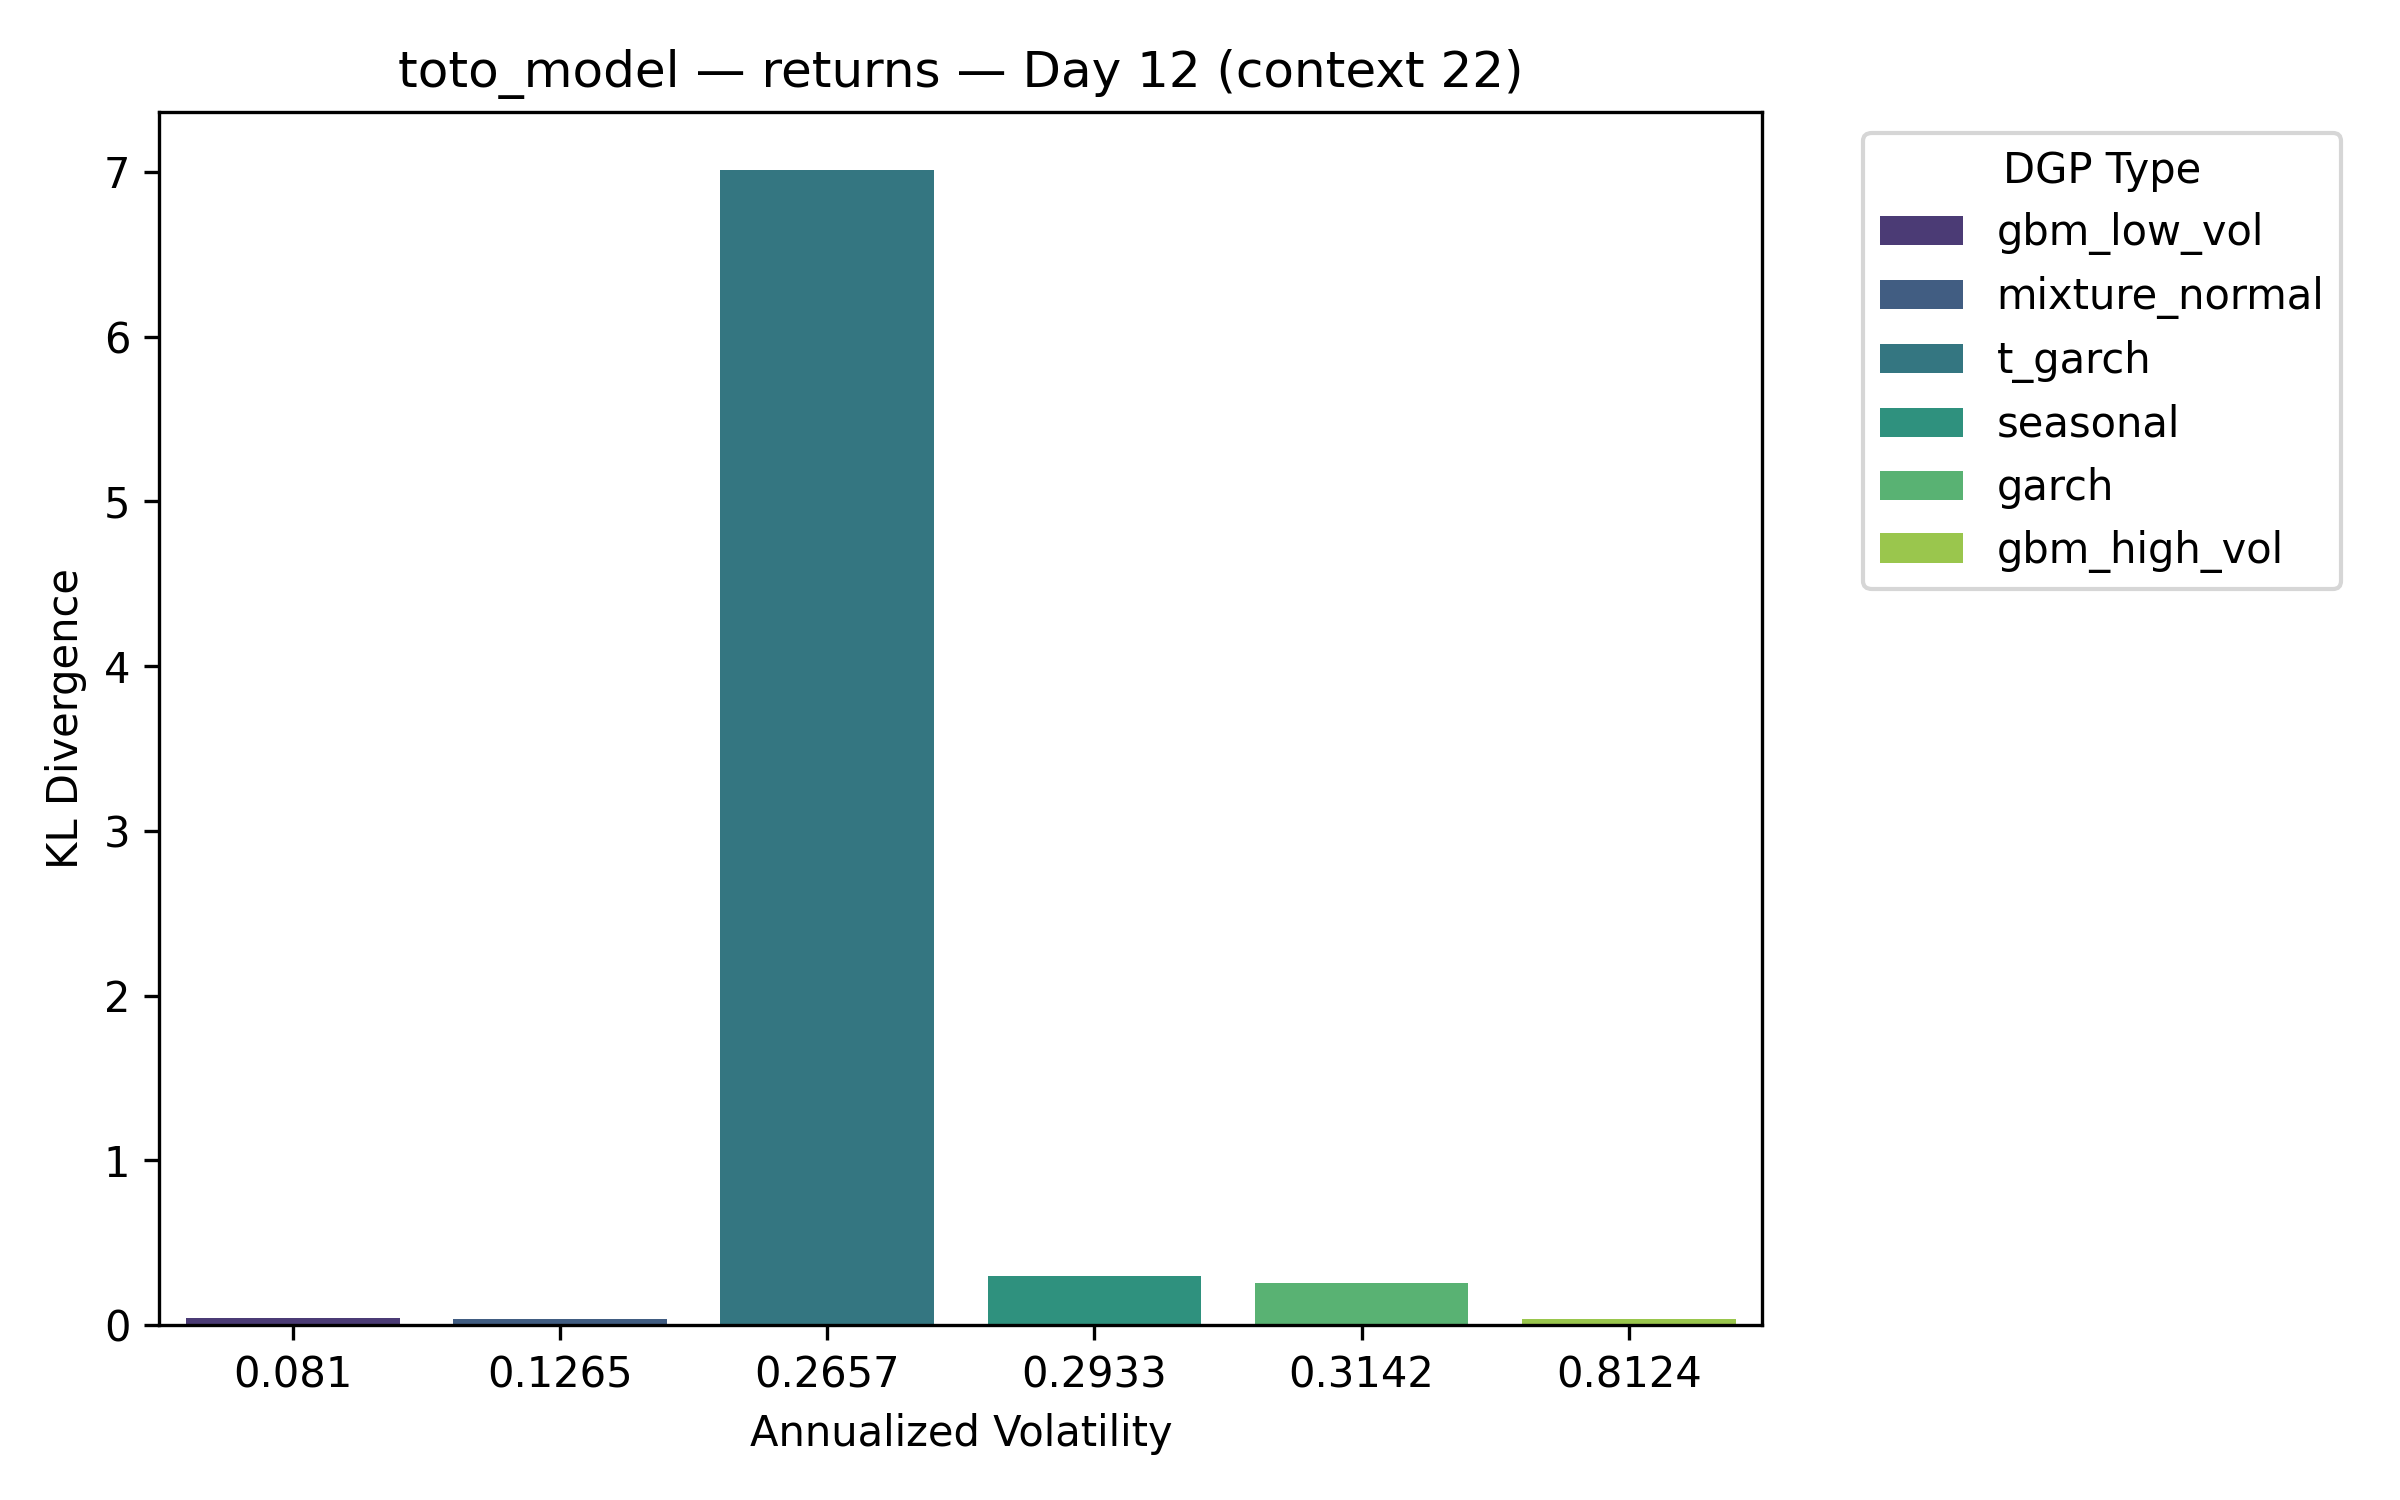 toto_model — returns — Day 12 (context 22)
KL Divergence
7
6
5
4
3
2
1
0
0.081 0.1265 0.2657 0.2933 0.3142 0.8124
Annualized Volatility
DGP Type
gbm_low_vol
mixture_normal
t_garch
seasonal
garch
gbm_high_vol